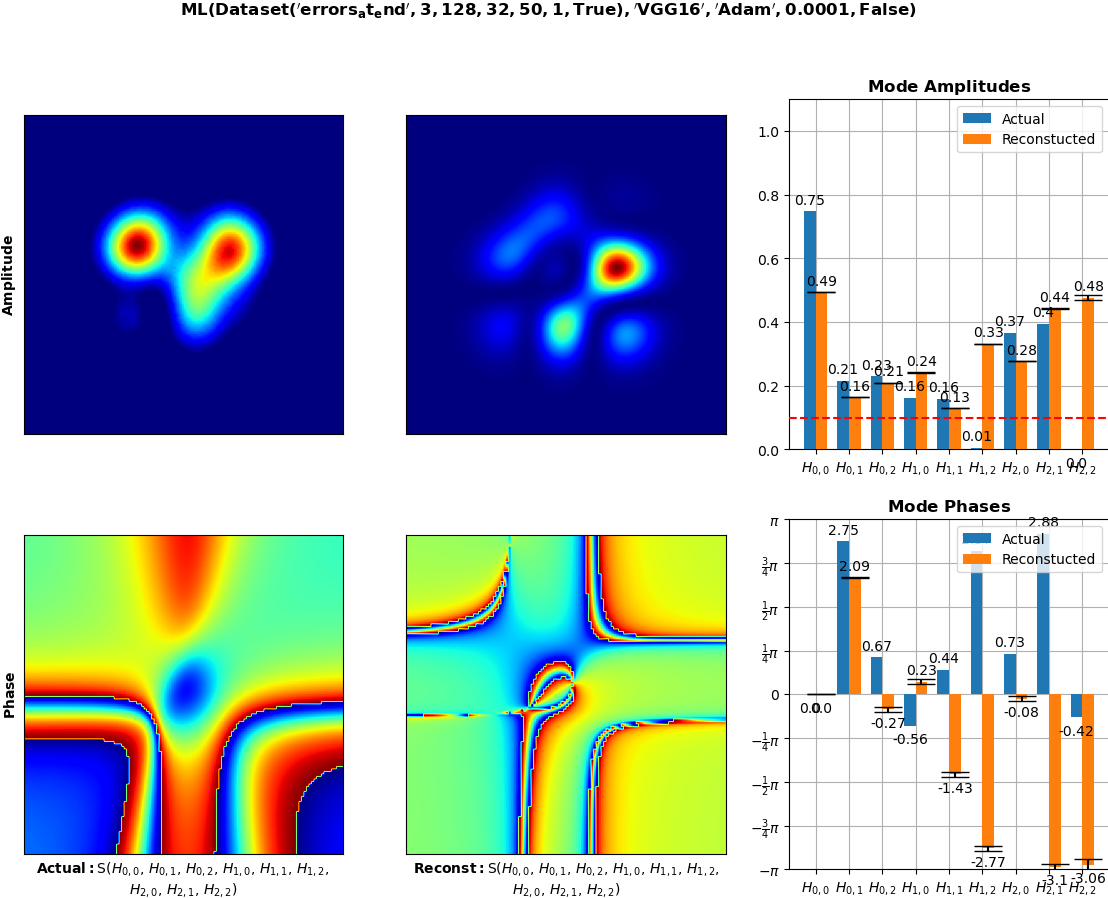 ML(Dataset('errors_at_end', 3, 128, 32, 50, 1, True), 'VGG16', 'Adam', 0.0001, False)
Amplitude
Mode Amplitudes
Actual
Reconstucted
1.0
0.8
0.6
0.4
0.2
0.0
0.75
0.49
0.21
0.16
0.23
0.21
0.16
0.24
0.16
0.13
0.01
0.33
0.37
0.28
0.4
0.44
0.0
0.48
H0,0 H0,1 H0,2 H1,0 H1,1 H1,2 H2,0 H2,1 H2,2
Phase
Actual: S(H0,0, H0,1, H0,2, H1,0, H1,1, H1,2,
H2,0, H2,1, H2,2)
Reconst: S(H0,0, H0,1, H0,2, H1,0, H1,1, H1,2,
H2,0, H2,1, H2,2)
Mode Phases
Actual
Reconstucted
π
3/4π
1/2π
1/4π
0
−1/4π
−1/2π
−3/4π
−π
0.0
0.0
2.75
2.09
0.67
-0.27
-0.56
0.23
0.44
-1.43
-2.77
0.73
-0.08
2.88
-3.1
-0.42
-3.06
H0,0 H0,1 H0,2 H1,0 H1,1 H1,2 H2,0 H2,1 H2,2